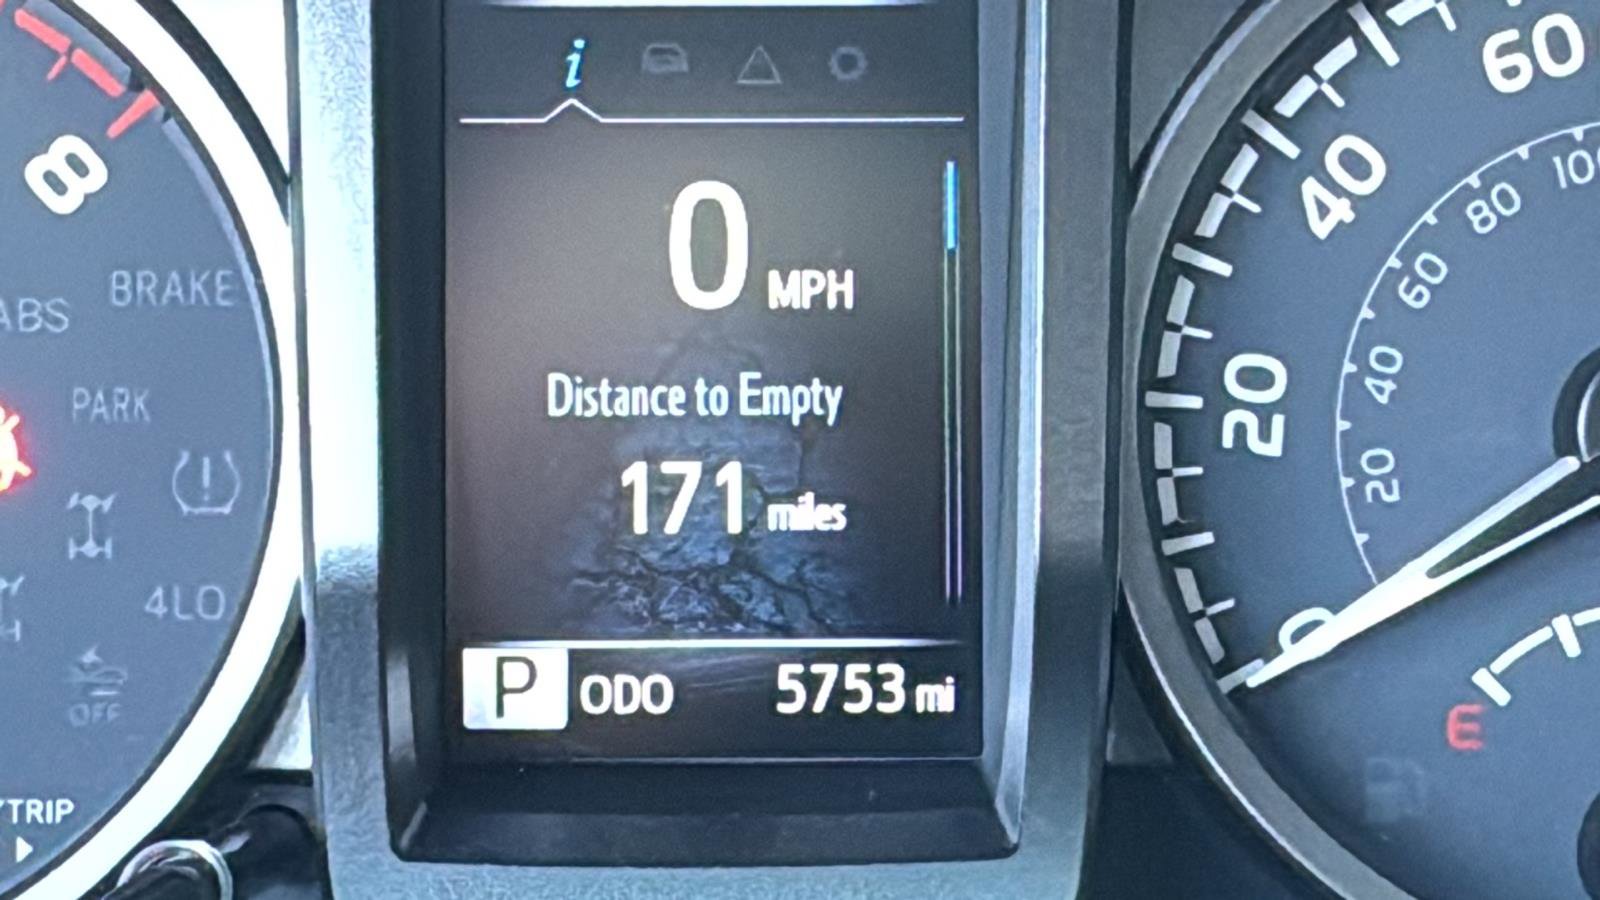 i
0 MPH
Distance to Empty
171 miles
P ODO 5753 mi
8
BRAKE
ABS
PARK
4LO
OFF
TRIP
60
40
20
0
100
80
60
40
20
E